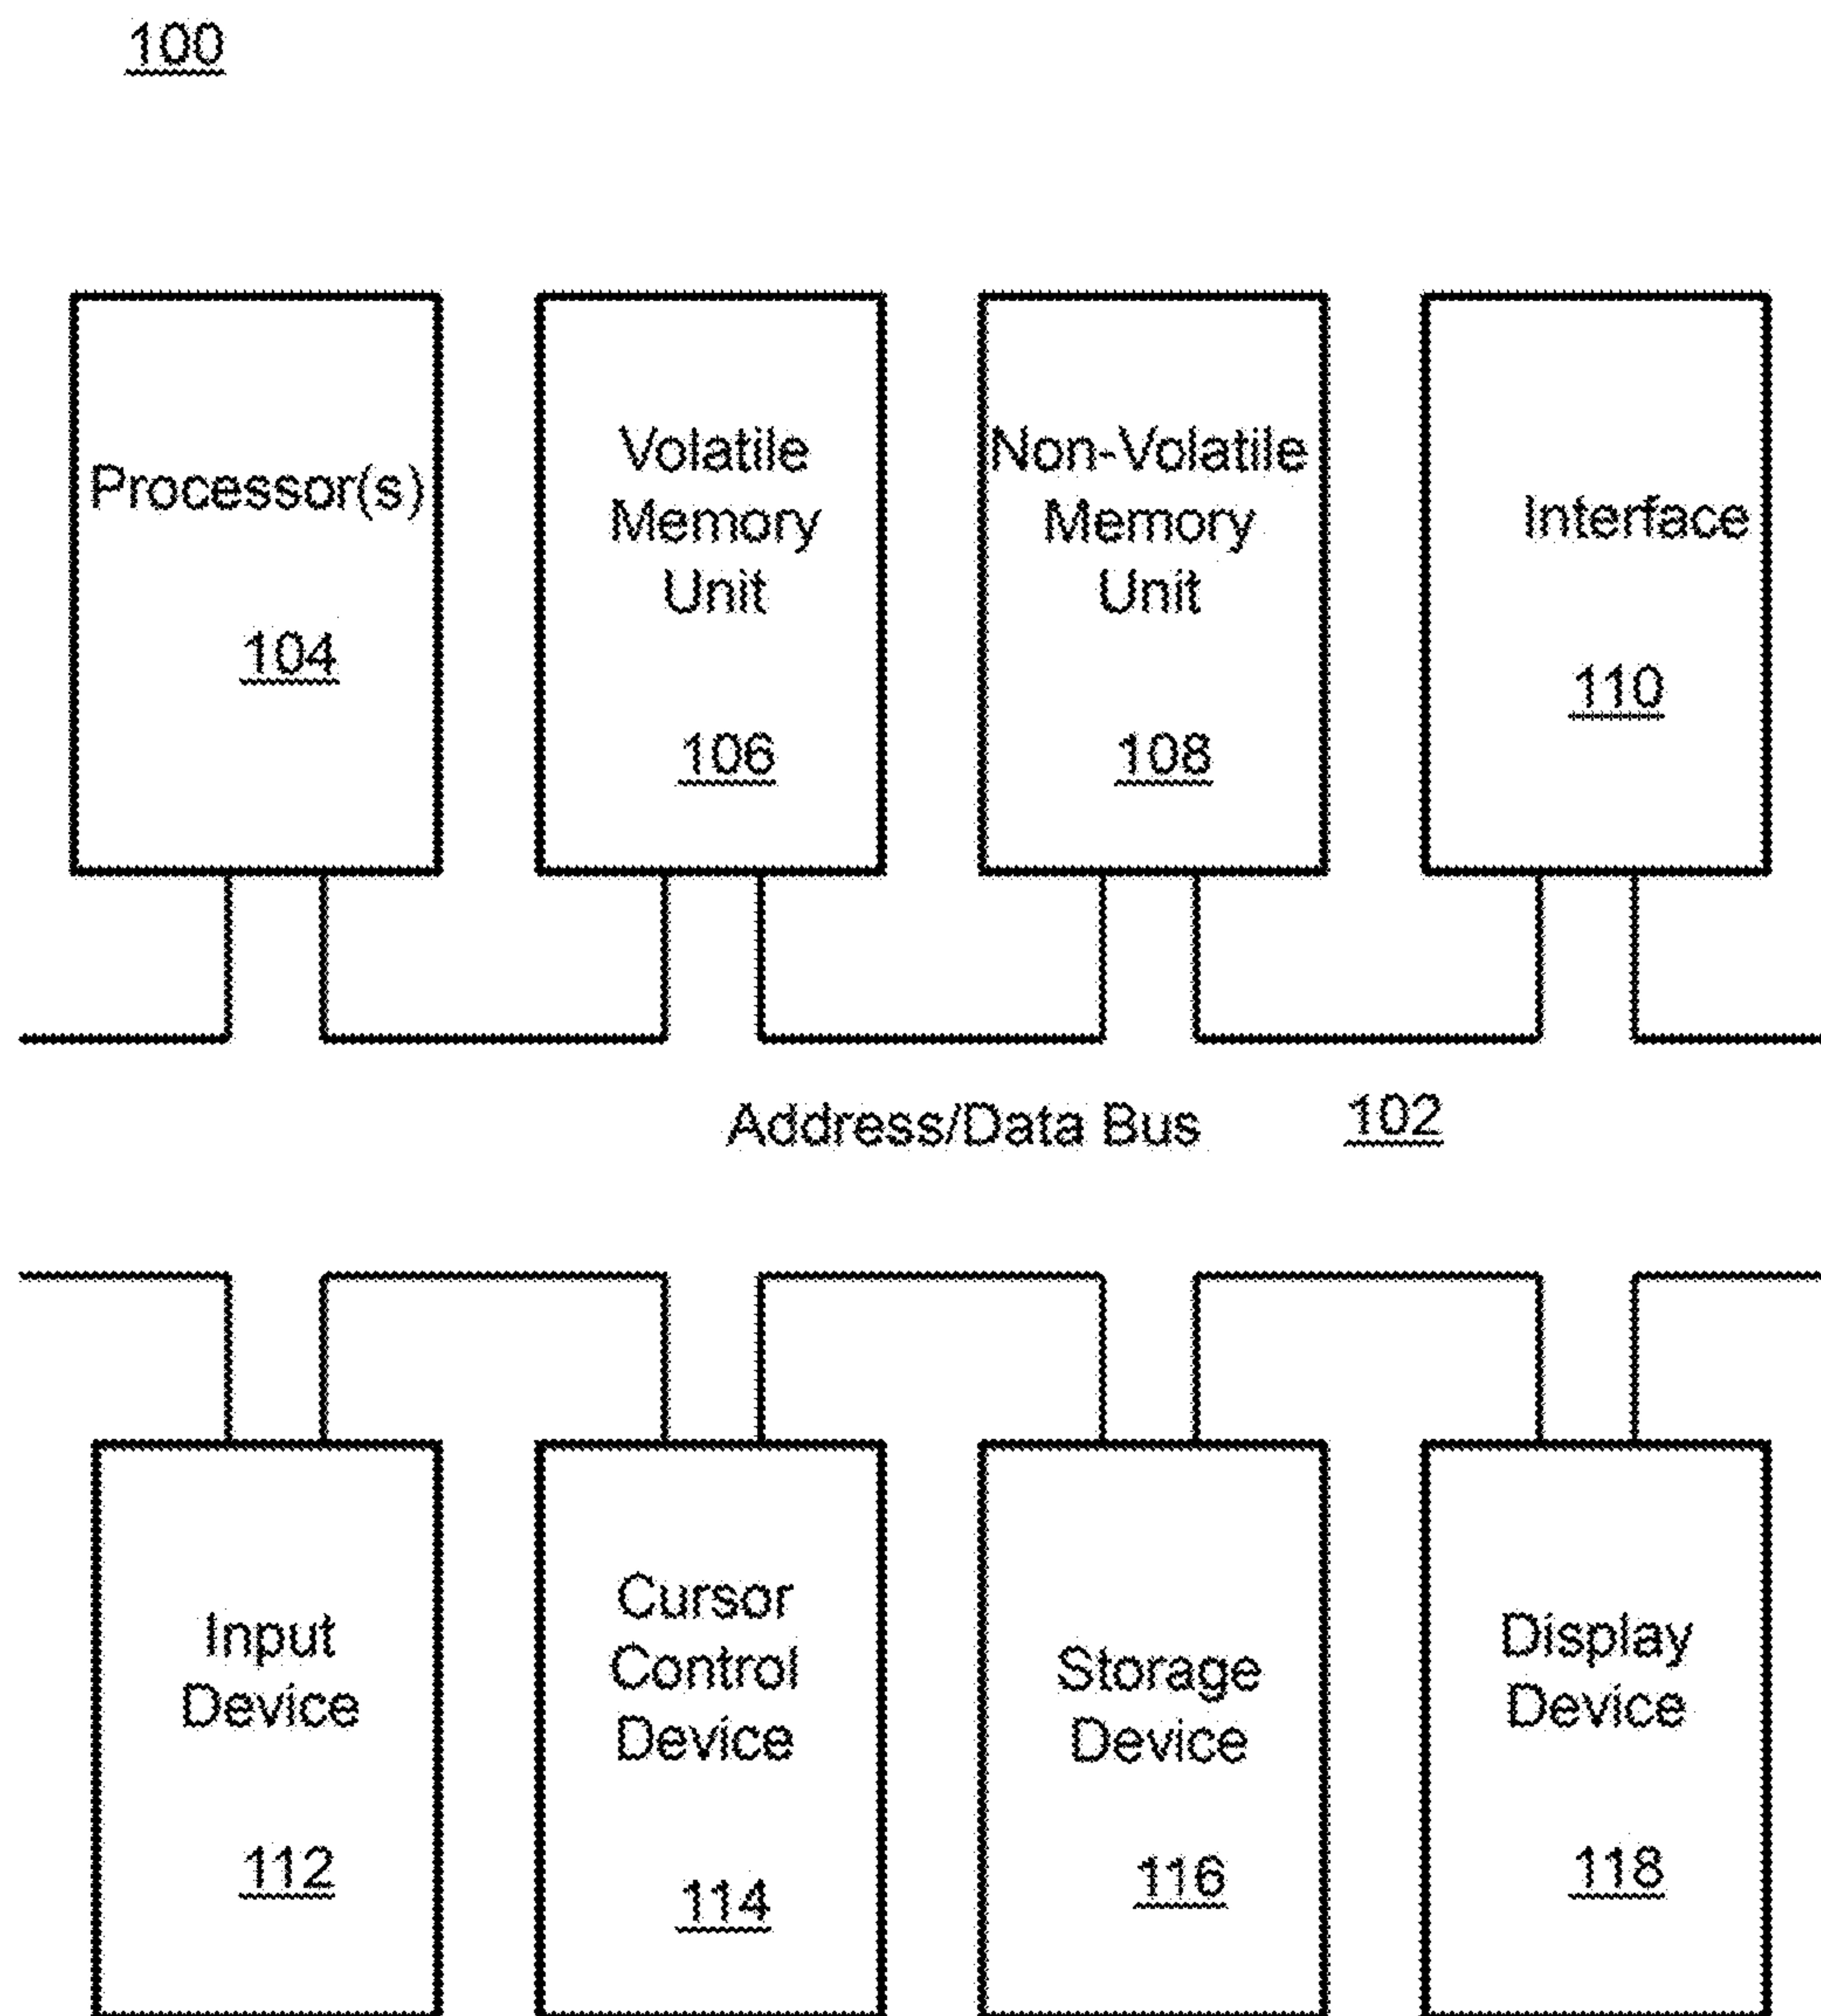 100
Processor(s)
104
Volatile
Memory
Unit
106
Non-Volatile
Memory
Unit
108
Interface
110
Address/Data Bus 102
Input
Device
112
Cursor
Control
Device
114
Storage
Device
116
Display
Device
118